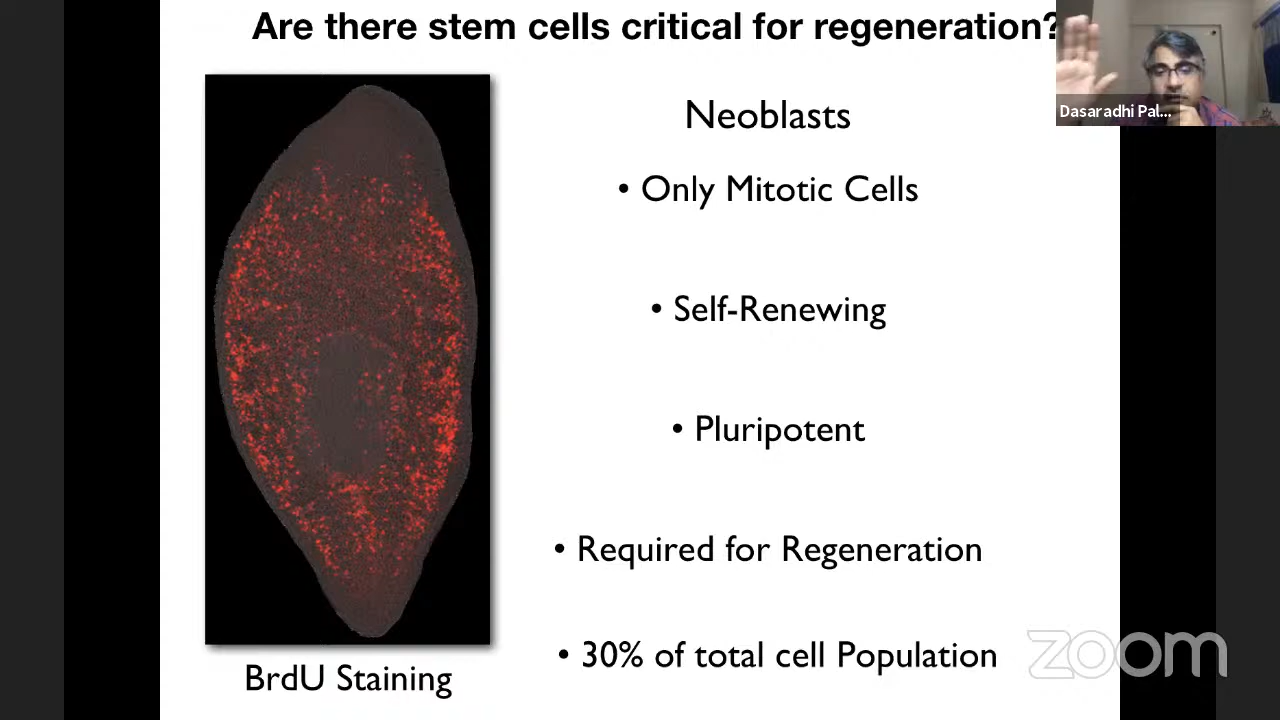 Are there stem cells critical for regeneration?
Dasaradhi Pal...
Neoblasts
• Only Mitotic Cells
• Self-Renewing
• Pluripotent
• Required for Regeneration
• 30% of total cell Population
BrdU Staining
zoom